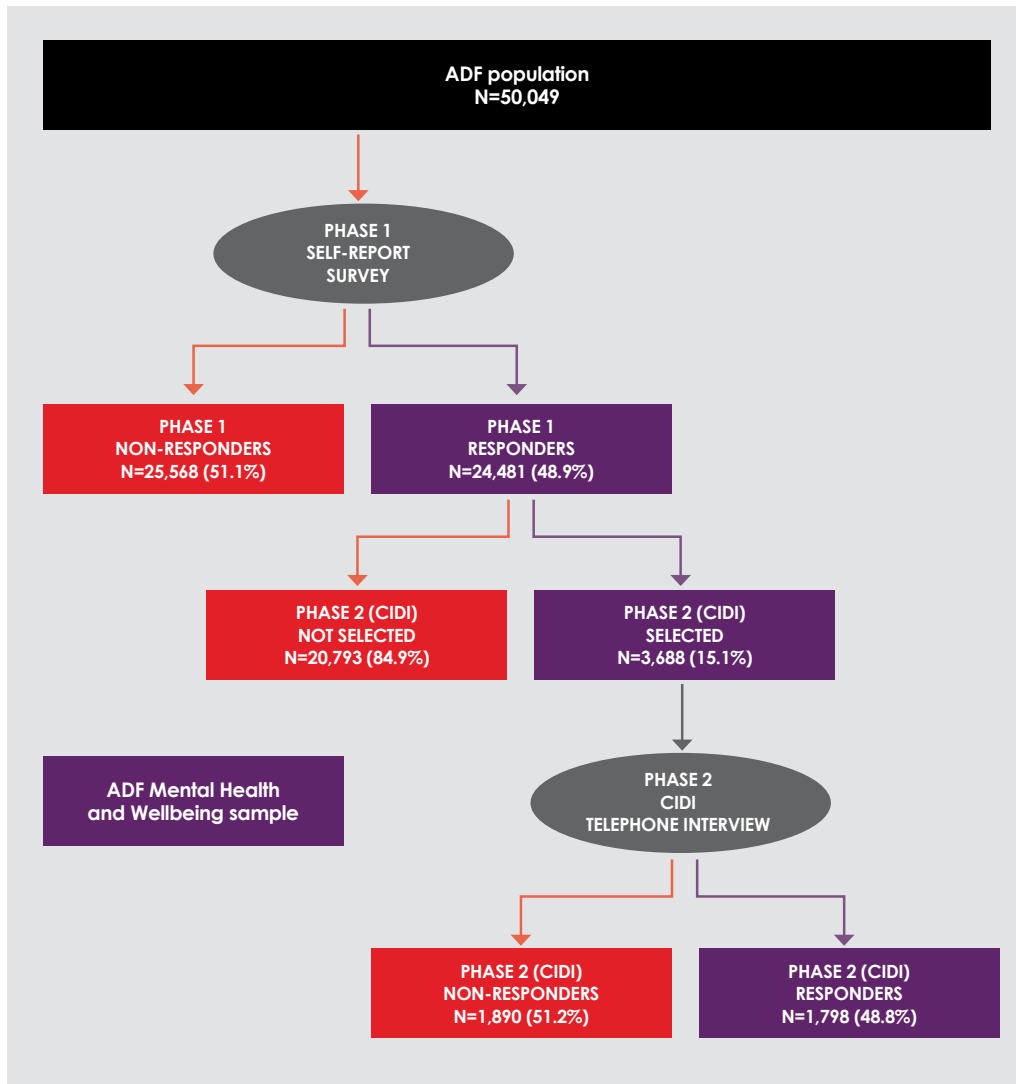 ADF population
N=50,049
PHASE 1
SELF-REPORT
SURVEY
PHASE 1
NON-RESPONDERS
N=25,568 (51.1%)
PHASE 1
RESPONDERS
N=24,481 (48.9%)
PHASE 2 (CIDI)
NOT SELECTED
N=20,793 (84.9%)
PHASE 2 (CIDI)
SELECTED
N=3,688 (15.1%)
ADF Mental Health
and Wellbeing sample
PHASE 2
CIDI
TELEPHONE INTERVIEW
PHASE 2 (CIDI)
NON-RESPONDERS
N=1,890 (51.2%)
PHASE 2 (CIDI)
RESPONDERS
N=1,798 (48.8%)